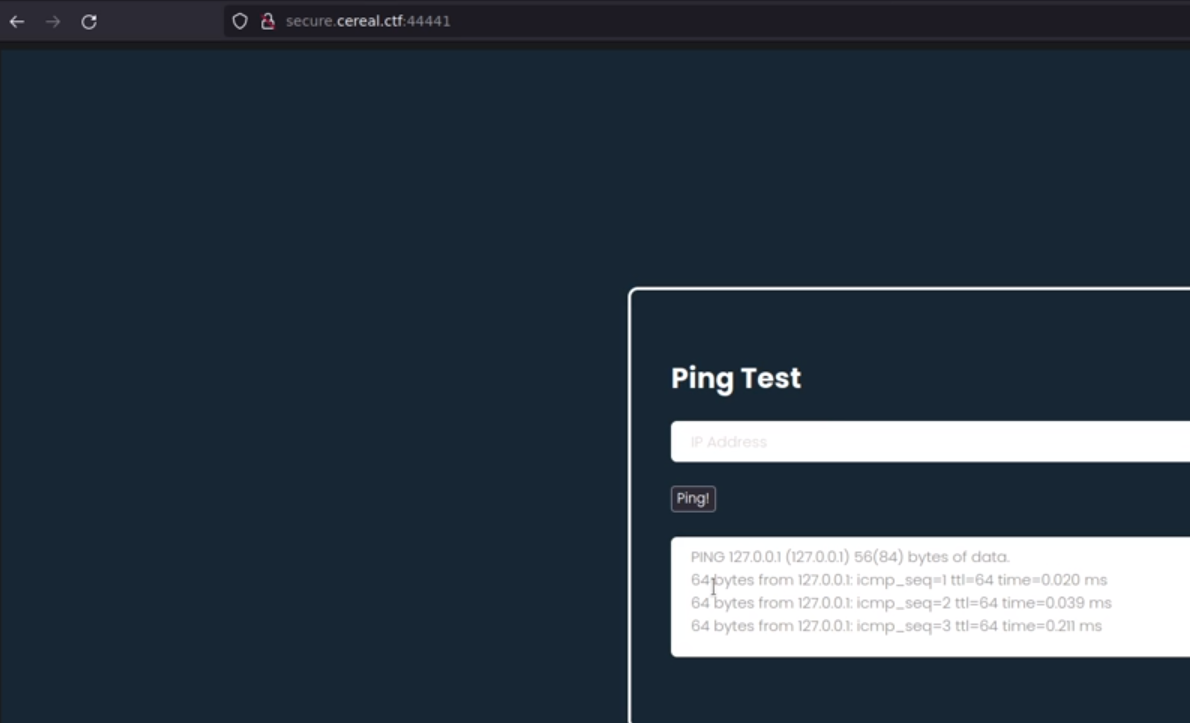 secure.cereal.ctf:44441
Ping Test
IP Address
Ping!
PING 127.0.0.1 (127.0.0.1) 56(84) bytes of data.
64 bytes from 127.0.0.1: icmp_seq=1 ttl=64 time=0.020 ms
64 bytes from 127.0.0.1: icmp_seq=2 ttl=64 time=0.039 ms
64 bytes from 127.0.0.1: icmp_seq=3 ttl=64 time=0.211 ms